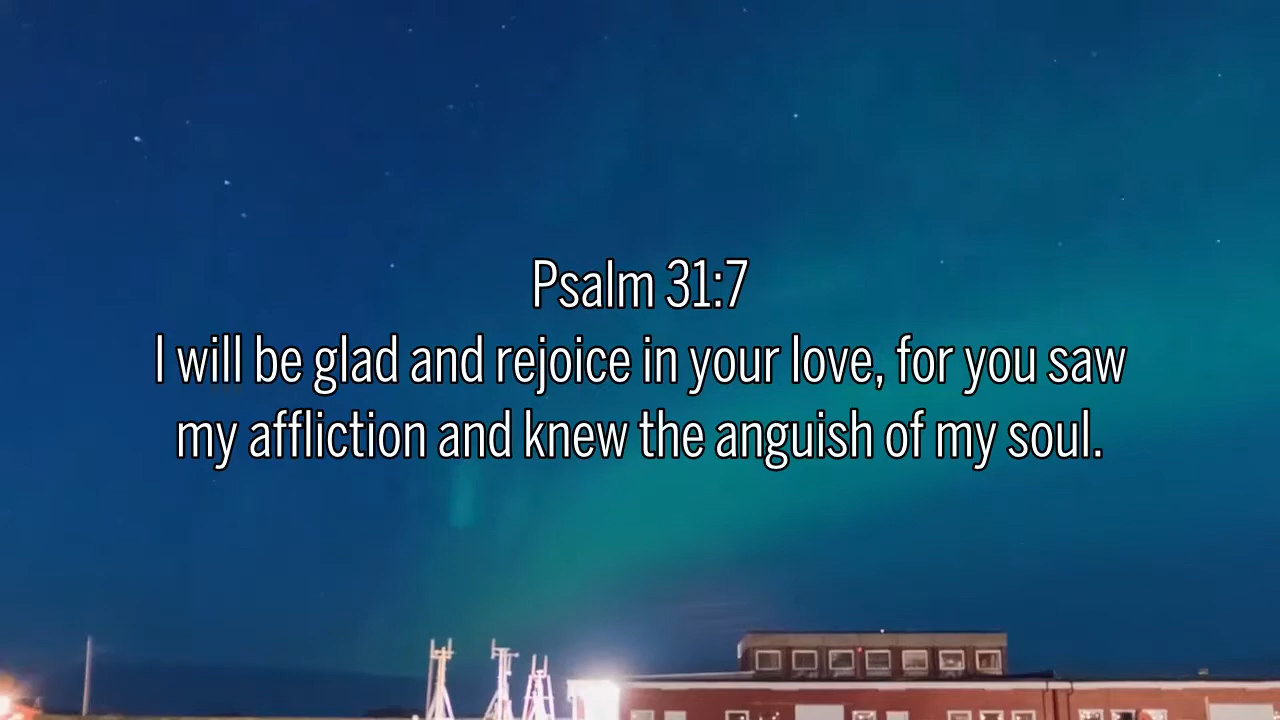 Psalm 31:7
I will be glad and rejoice in your love, for you saw
my affliction and knew the anguish of my soul.